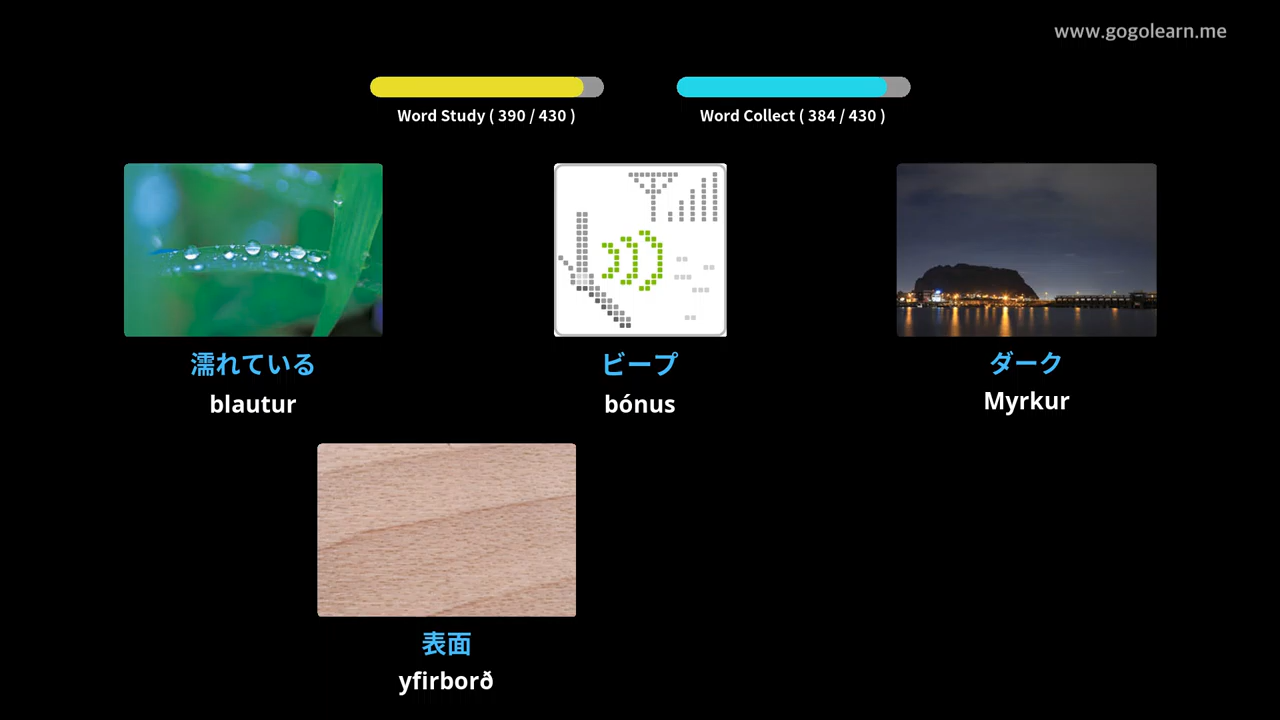 www.gogolearn.me
Word Study ( 390 / 430 )
Word Collect ( 384 / 430 )
濡れている
ビープ
ダーク
blautur
bónus
Myrkur
表面
yfirborð